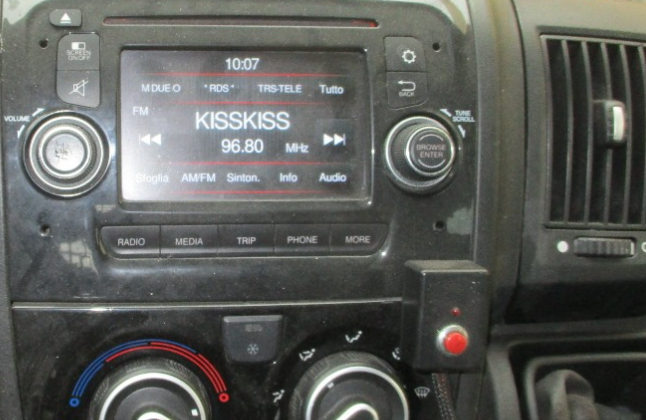 SCREEN
ON/OFF
10:07
M DUE O *RDS* TRS-TELE Tutto
FM
KISSKISS
96.80 MHz
Sfoglia AM/FM Sinton. Info Audio
BACK
VOLUME
TUNE
SCROLL
BROWSE
ENTER
RADIO MEDIA TRIP PHONE MORE